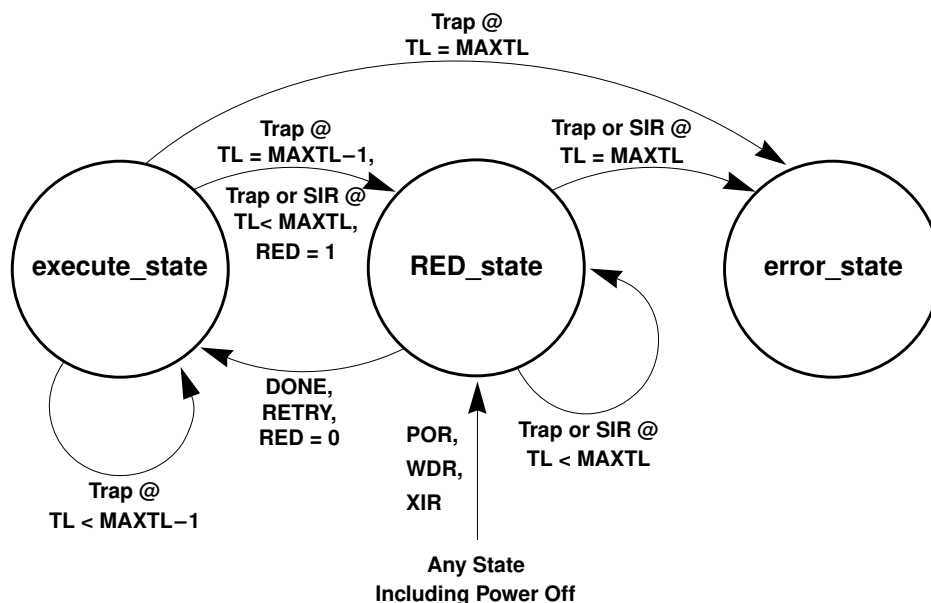 Trap @
TL = MAXTL
Trap @
TL = MAXTL−1,
Trap or SIR @
TL< MAXTL,
RED = 1
Trap or SIR @
TL = MAXTL
execute_state
RED_state
error_state
DONE,
RETRY,
RED = 0
POR,
WDR,
XIR
Trap or SIR @
TL < MAXTL
Trap @
TL < MAXTL−1
Any State
Including Power Off